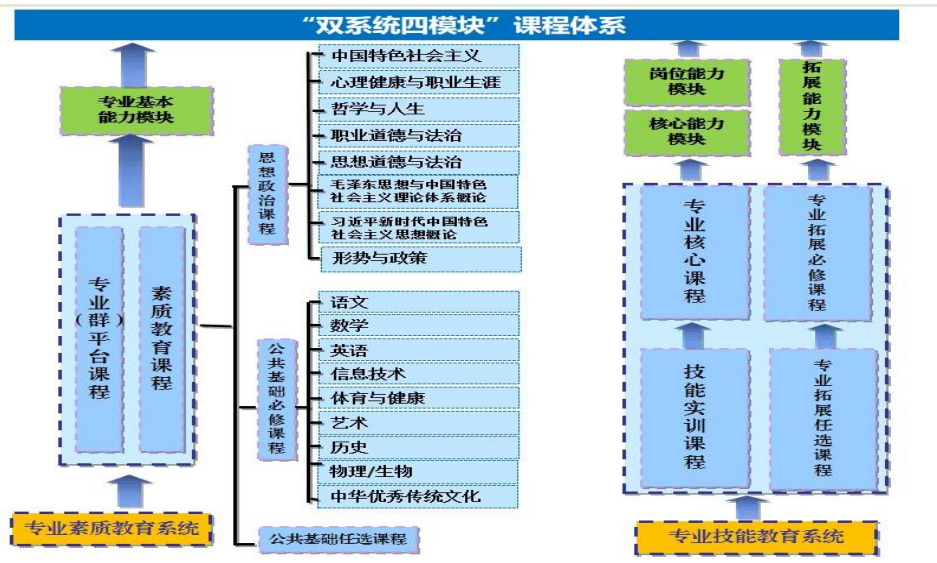 “双系统四模块”课程体系
专业基本
能力模块
专业（群）平台课程
素质教育课程
专业素质教育系统
思想政治课程
中国特色社会主义
心理健康与职业生涯
哲学与人生
职业道德与法治
思想道德与法治
毛泽东思想与中国特色
社会主义理论体系概论
习近平新时代中国特色
社会主义思想概论
形势与政策
公共基础必修课程
语文
数学
英语
信息技术
体育与健康
艺术
历史
物理/生物
中华优秀传统文化
公共基础任选课程
岗位能力
模块
核心能力
模块
拓展能力模块
专业核心课程
专业拓展必修课程
技能实训课程
专业拓展任选课程
专业技能教育系统